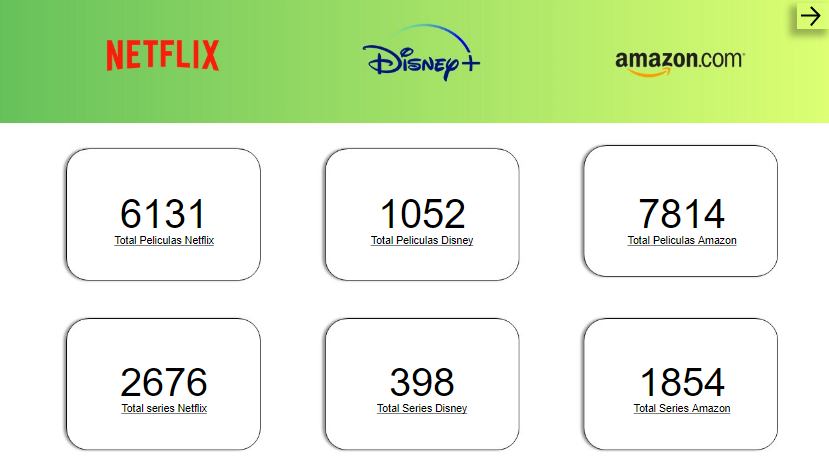 NETFLIX
Disney+
amazon.com
6131
Total Peliculas Netflix
1052
Total Peliculas Disney
7814
Total Peliculas Amazon
2676
Total series Netflix
398
Total Series Disney
1854
Total Series Amazon